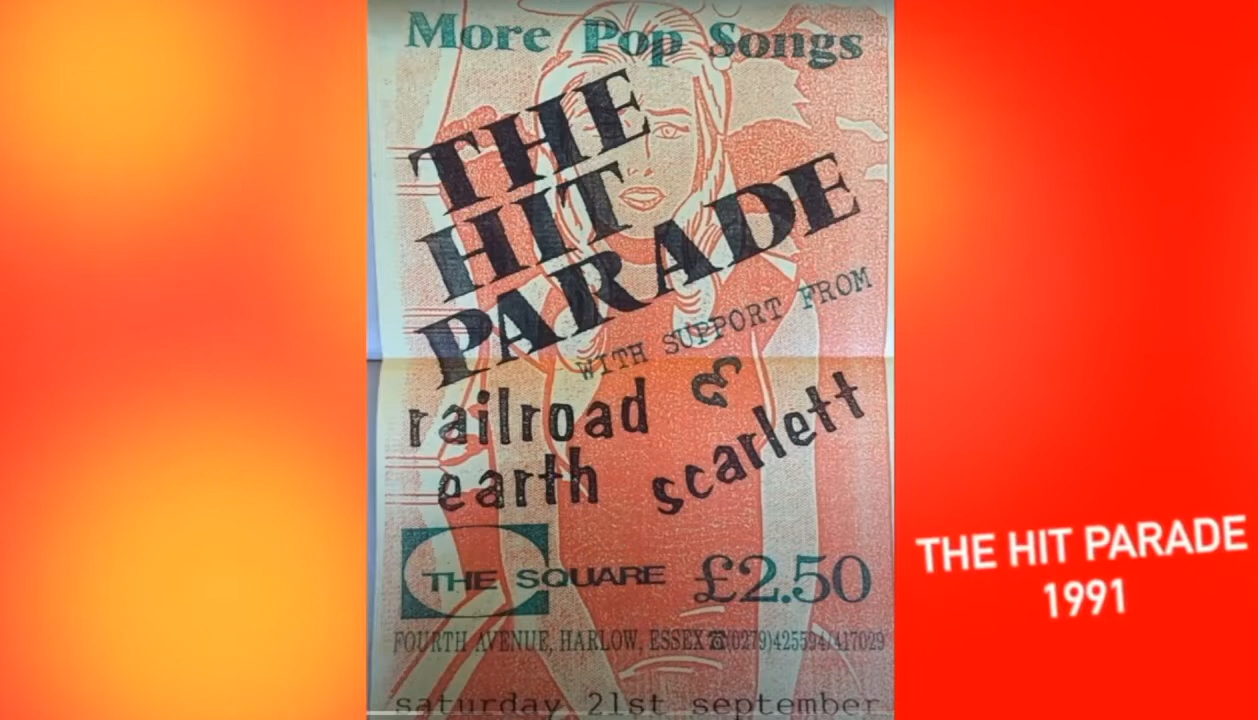 More Pop Songs
THE
HIT
PARADE
WITH SUPPORT FROM
railroad &
earth scarlett
THE SQUARE £2.50
FOURTH AVENUE, HARLOW, ESSEX ☎(0279)425594/417029
saturday 21st september
THE HIT PARADE
1991